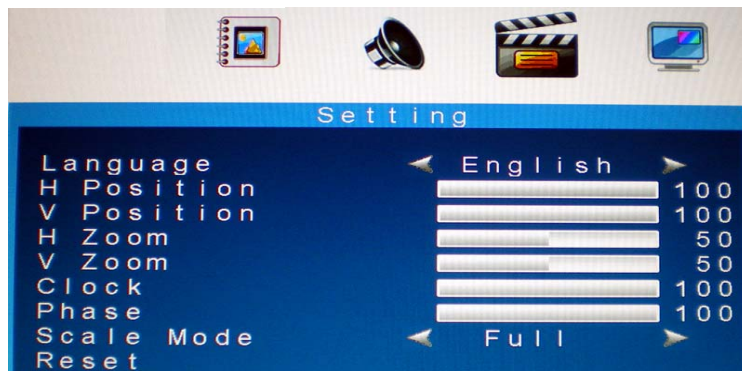 Setting
Language English
H Position 100
V Position 100
H Zoom 50
V Zoom 50
Clock 100
Phase 100
Scale Mode Full
Reset